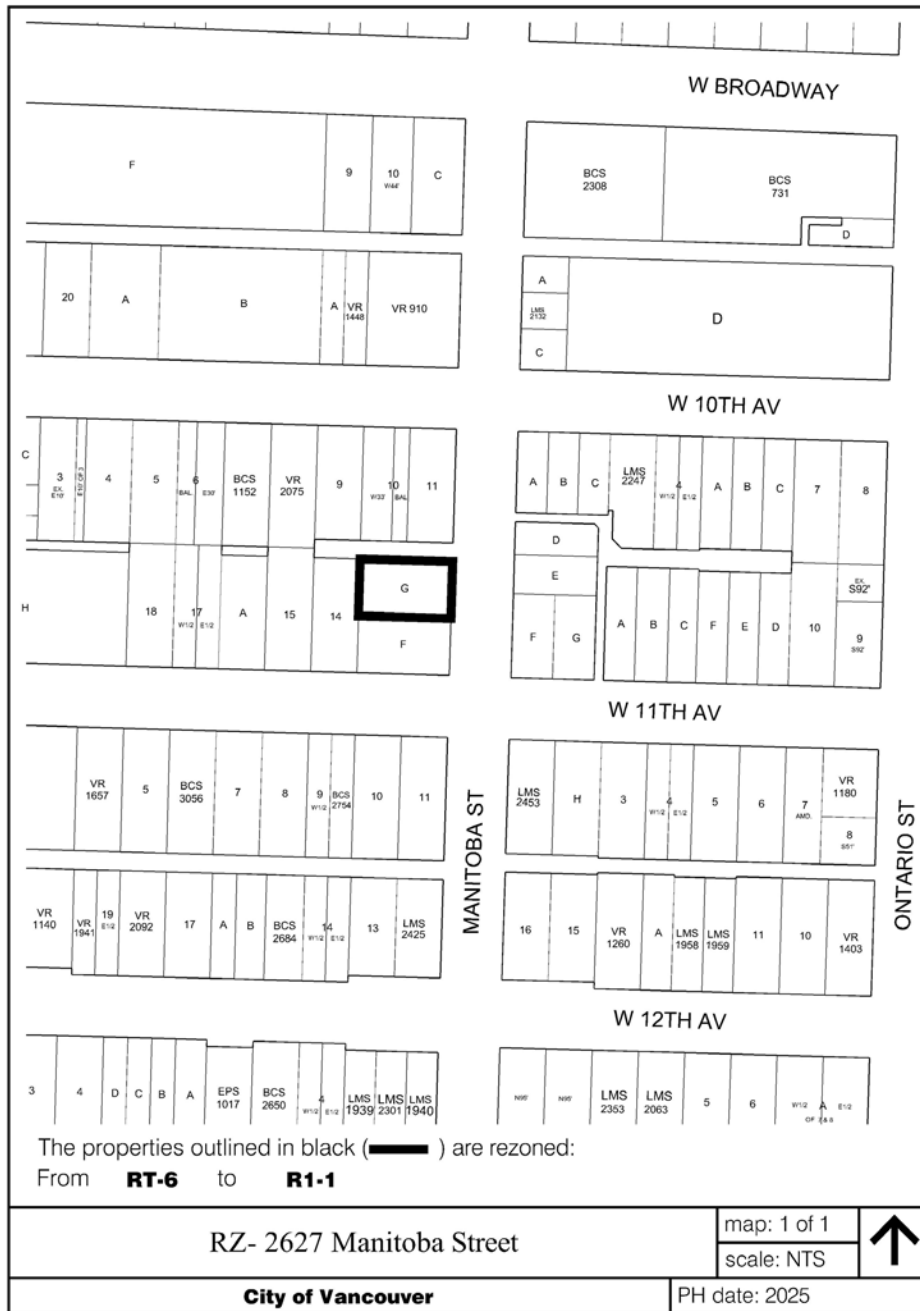 W BROADWAY
F
9
10
W44'
C
BCS
2308
BCS
731
D
20
A
B
A
VR
1448
VR 910
A
LMS
2132
C
D
W 10TH AV
C
3
EX.
E10'
E10' OF 3
4
5
6
BAL.
E30'
BCS
1152
VR
2075
9
10
W33'
BAL.
11
A
B
C
LMS
2247
4
W1/2
E1/2
A
B
C
7
8
H
18
17
W1/2
E1/2
A
15
14
G
F
D
E
F
G
A
B
C
F
E
D
10
EX.
S92'
9
S92'
W 11TH AV
VR
1657
5
BCS
3056
7
8
9
W1/2
BCS
2754
10
11
LMS
2453
H
3
4
W1/2
E1/2
5
6
7
AMD.
VR
1180
8
S51'
MANITOBA ST
ONTARIO ST
VR
1140
VR
1941
19
E1/2
VR
2092
17
A
B
BCS
2684
14
W1/2
E1/2
13
LMS
2425
16
15
VR
1260
A
LMS
1958
LMS
1959
11
10
VR
1403
W 12TH AV
3
4
D
C
B
A
EPS
1017
BCS
2650
4
W1/2
E1/2
LMS
1939
LMS
2301
LMS
1940
N95'
N95'
LMS
2353
LMS
2063
5
6
W1/2
A
E1/2
The properties outlined in black ( ) are rezoned:
From RT-6 to R1-1
RZ- 2627 Manitoba Street
map: 1 of 1
scale: NTS
City of Vancouver
PH date: 2025